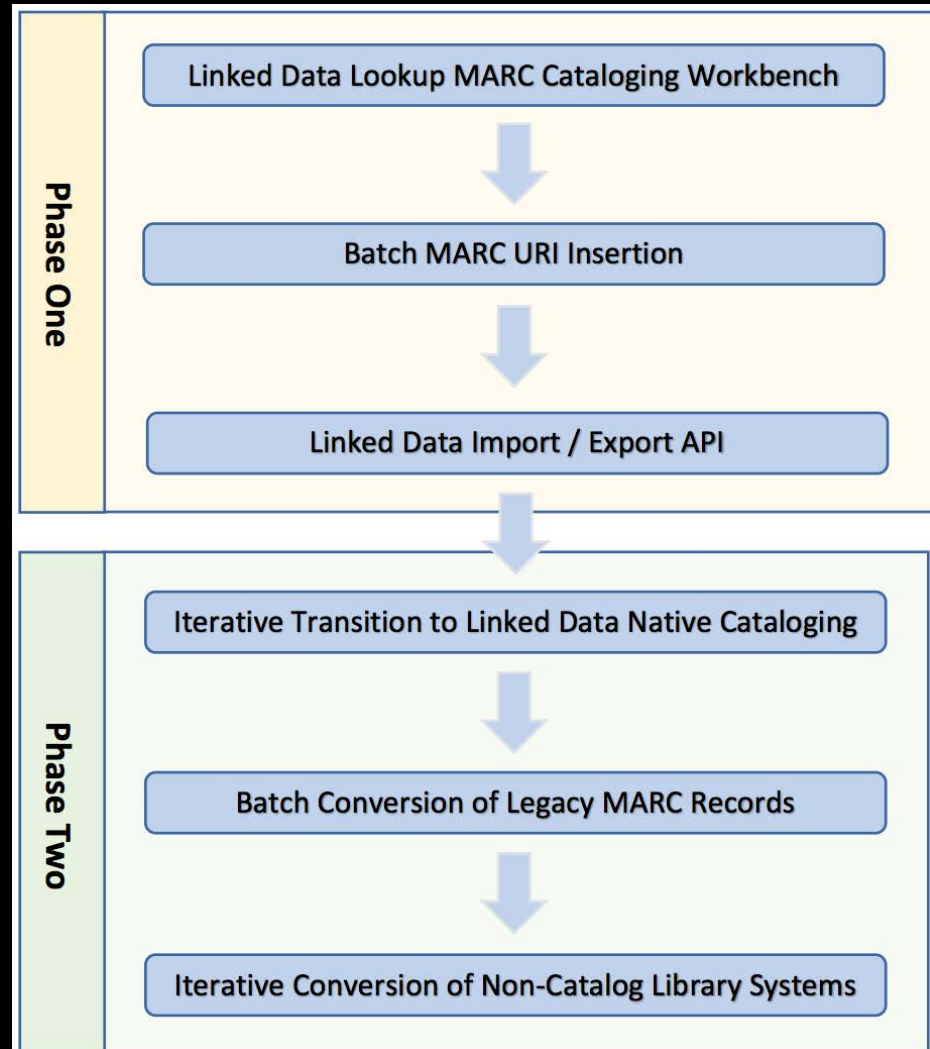 Phase One
Linked Data Lookup MARC Cataloging Workbench
Batch MARC URI Insertion
Linked Data Import / Export API
Phase Two
Iterative Transition to Linked Data Native Cataloging
Batch Conversion of Legacy MARC Records
Iterative Conversion of Non-Catalog Library Systems